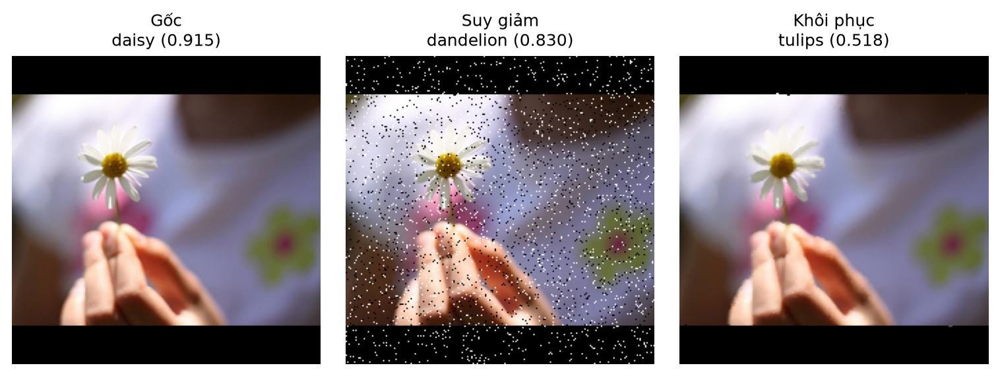 Gốc
daisy (0.915)
Suy giảm
dandelion (0.830)
Khôi phục
tulips (0.518)